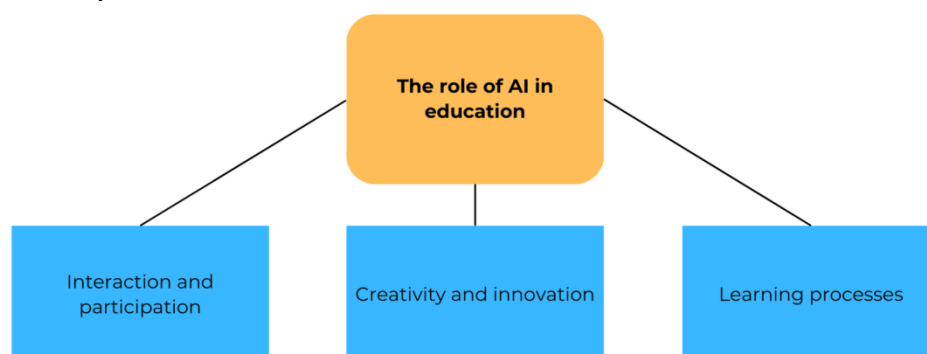 The role of AI in
education
Interaction and
participation
Creativity and innovation
Learning processes